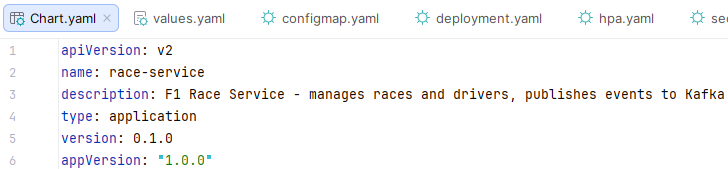 Chart.yaml values.yaml configmap.yaml deployment.yaml hpa.yaml
1 apiVersion: v2
2 name: race-service
3 description: F1 Race Service - manages races and drivers, publishes events to Kafka
4 type: application
5 version: 0.1.0
6 appVersion: "1.0.0"